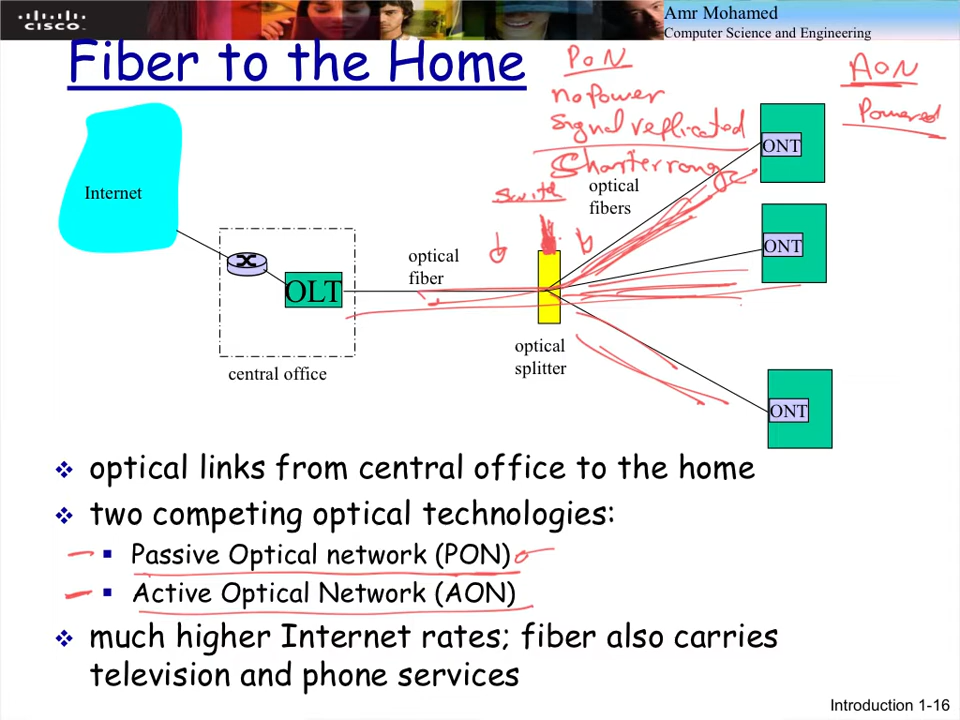 CISCO
Amr Mohamed
Computer Science and Engineering
Fiber to the Home
PON
no Power
Signal replicated
Shorter range
AON
Powered
Internet
OLT
central office
optical
fiber
Switch
optical
fibers
optical
splitter
ONT
ONT
ONT
optical links from central office to the home
two competing optical technologies:
Passive Optical network (PON)
Active Optical Network (AON)
much higher Internet rates; fiber also carries
television and phone services
Introduction 1-16